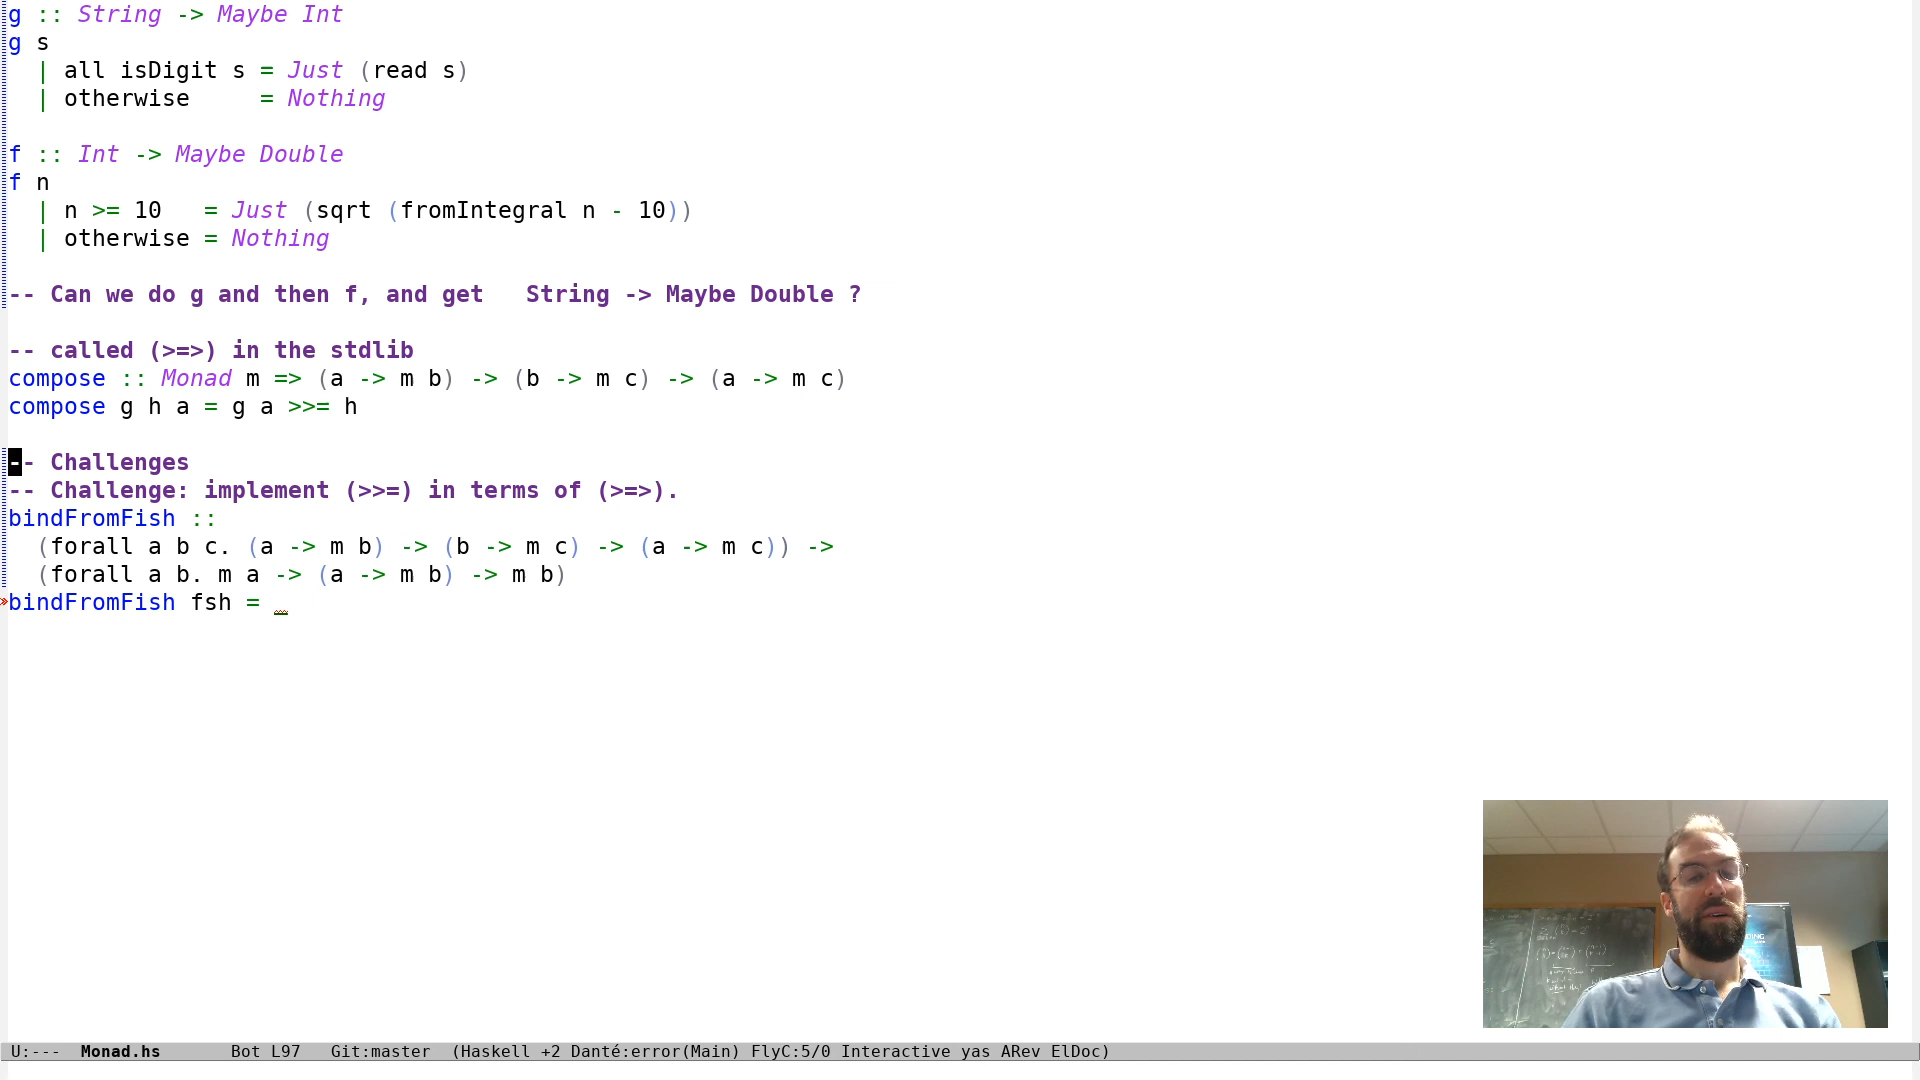 g :: String -> Maybe Int
g s
  | all isDigit s = Just (read s)
  | otherwise     = Nothing
f :: Int -> Maybe Double
f n
  | n >= 10   = Just (sqrt (fromIntegral n - 10))
  | otherwise = Nothing
-- Can we do g and then f, and get   String -> Maybe Double ?
-- called (>=>) in the stdlib
compose :: Monad m => (a -> m b) -> (b -> m c) -> (a -> m c)
compose g h a = g a >>= h
-- Challenges
-- Challenge: implement (>>=) in terms of (>=>).
bindFromFish ::
  (forall a b c. (a -> m b) -> (b -> m c) -> (a -> m c)) ->
  (forall a b. m a -> (a -> m b) -> m b)
bindFromFish fsh = _
U:---  Monad.hs      Bot L97   Git:master  (Haskell +2 Danté:error(Main) FlyC:5/0 Interactive yas ARev ElDoc)